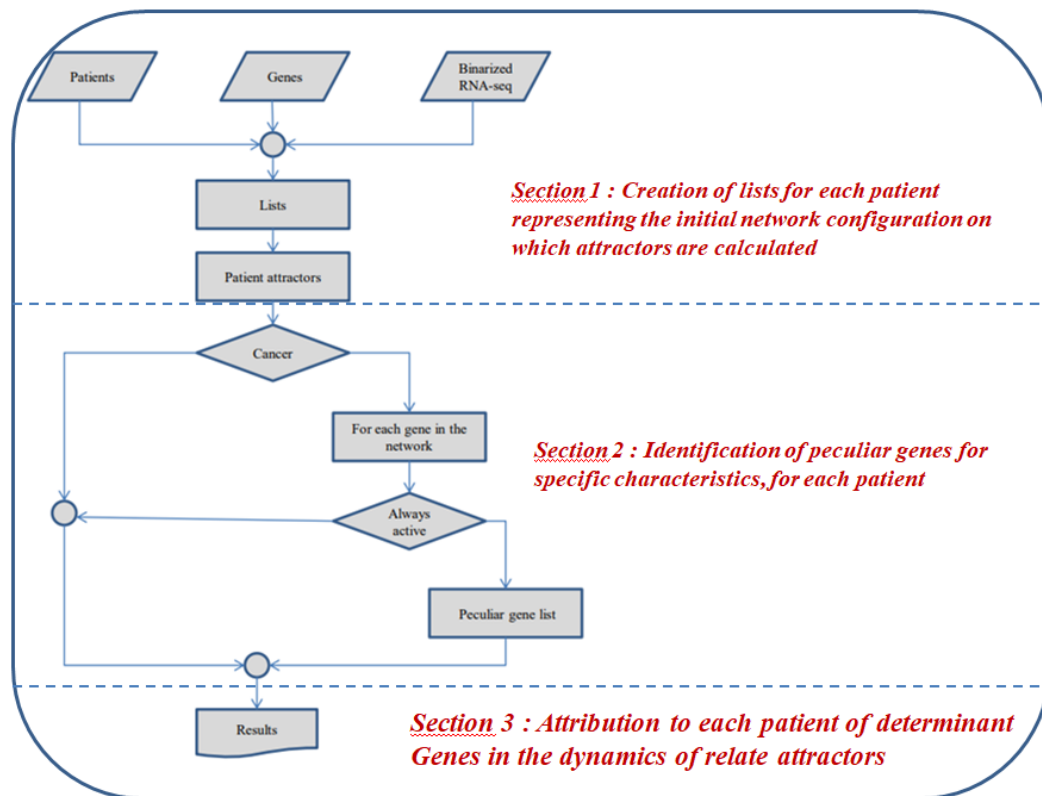 Patients
Genes
Binarized
RNA-seq
Lists
Section 1 : Creation of lists for each patient
representing the initial network configuration on
which attractors are calculated
Patient attractors
Cancer
For each gene in the
network
Section 2 : Identification of peculiar genes for
specific characteristics, for each patient
Always
active
Peculiar gene list
Results
Section 3 : Attribution to each patient of determinant
Genes in the dynamics of relate attractors